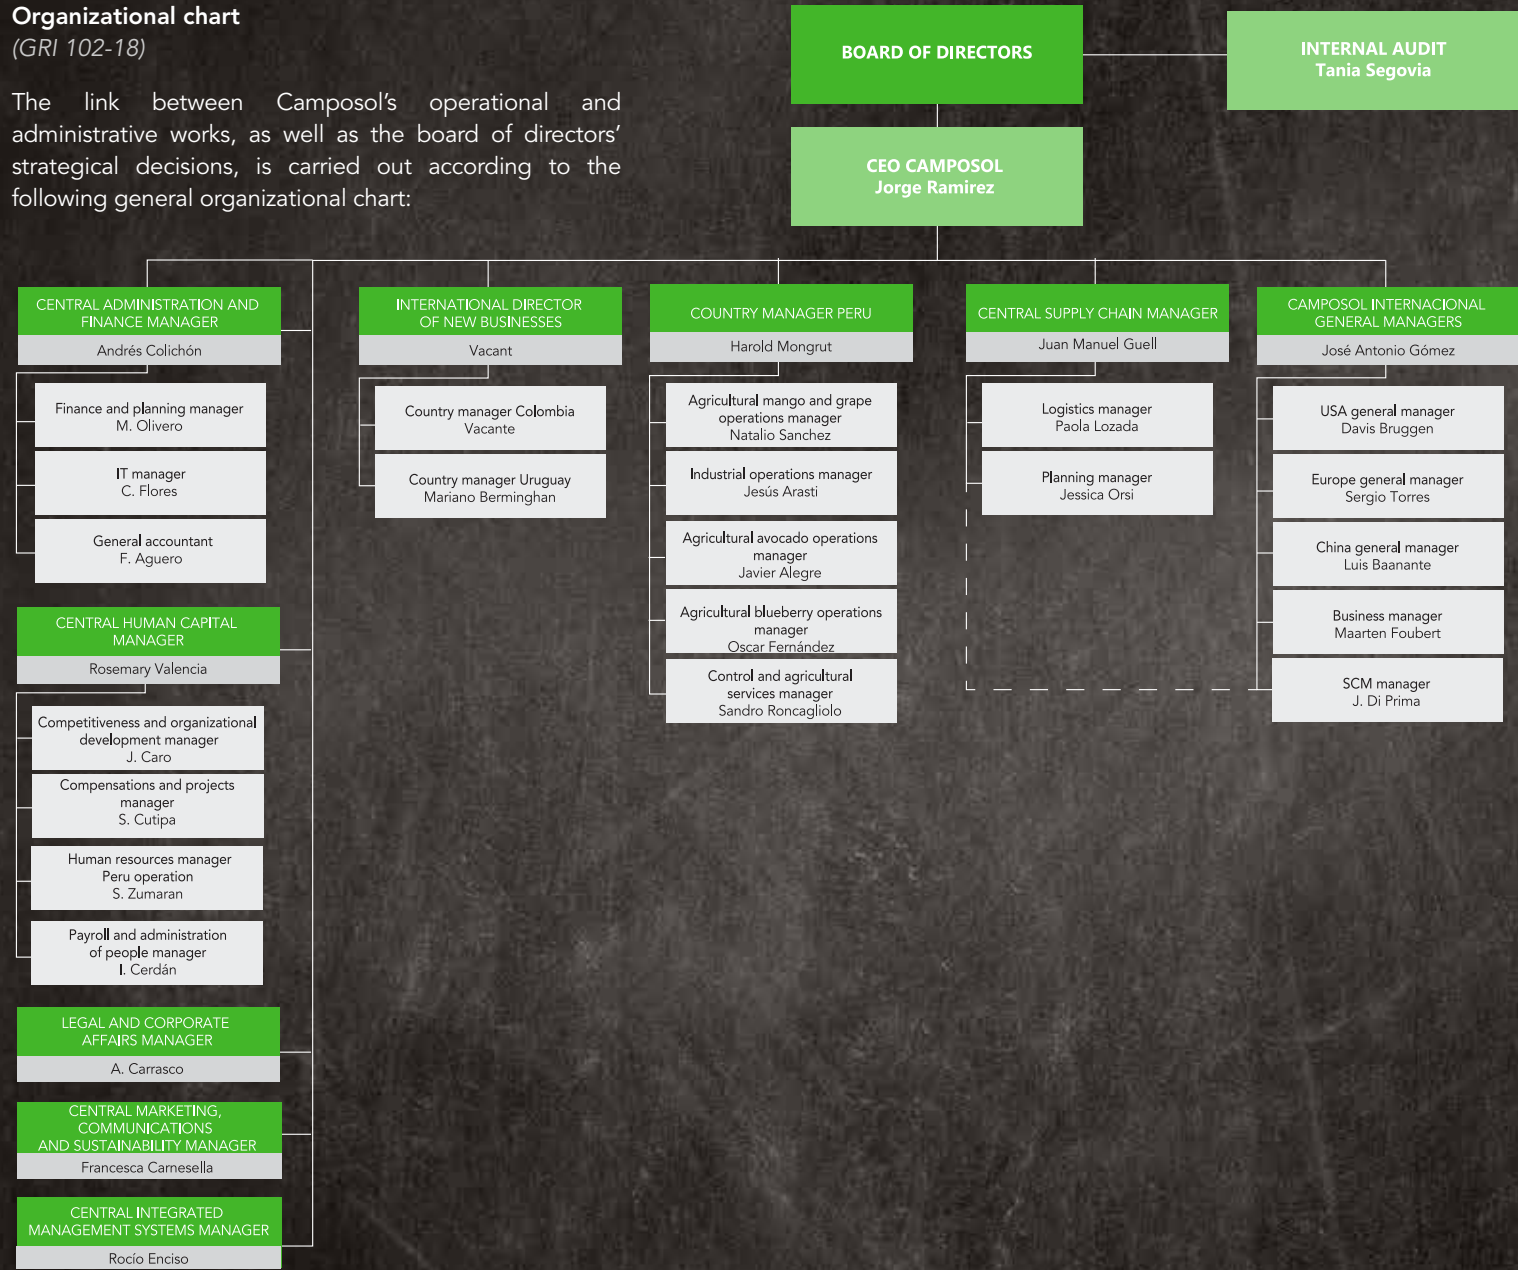 Organizational chart
(GRI 102-18)
The link between Camposol’s operational and
administrative works, as well as the board of directors’
strategical decisions, is carried out according to the
following general organizational chart:
BOARD OF DIRECTORS
INTERNAL AUDIT
Tania Segovia
CEO CAMPOSOL
Jorge Ramirez
CENTRAL ADMINISTRATION AND
FINANCE MANAGER
Andrés Colichón
Finance and planning manager
M. Olivero
IT manager
C. Flores
General accountant
F. Aguero
CENTRAL HUMAN CAPITAL
MANAGER
Rosemary Valencia
Competitiveness and organizational
development manager
J. Caro
Compensations and projects
manager
S. Cutipa
Human resources manager
Peru operation
S. Zumaran
Payroll and administration
of people manager
I. Cerdán
LEGAL AND CORPORATE
AFFAIRS MANAGER
A. Carrasco
CENTRAL MARKETING,
COMMUNICATIONS
AND SUSTAINABILITY MANAGER
Francesca Carnesella
CENTRAL INTEGRATED
MANAGEMENT SYSTEMS MANAGER
Rocío Enciso
INTERNATIONAL DIRECTOR
OF NEW BUSINESSES
Vacant
Country manager Colombia
Vacante
Country manager Uruguay
Mariano Berminghan
COUNTRY MANAGER PERU
Harold Mongrut
Agricultural mango and grape
operations manager
Natalio Sanchez
Industrial operations manager
Jesús Arasti
Agricultural avocado operations
manager
Javier Alegre
Agricultural blueberry operations
manager
Oscar Fernández
Control and agricultural
services manager
Sandro Roncagliolo
CENTRAL SUPPLY CHAIN MANAGER
Juan Manuel Guell
Logistics manager
Paola Lozada
Planning manager
Jessica Orsi
CAMPOSOL INTERNACIONAL
GENERAL MANAGERS
José Antonio Gómez
USA general manager
Davis Bruggen
Europe general manager
Sergio Torres
China general manager
Luis Baanante
Business manager
Maarten Foubert
SCM manager
J. Di Prima